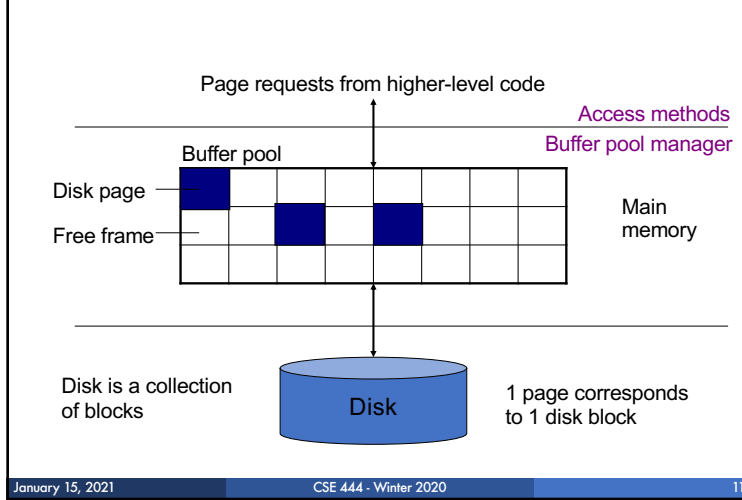 Page requests from higher-level code
Access methods
Buffer pool manager
Buffer pool
Disk page
Free frame
Main
memory
Disk is a collection
of blocks
Disk
1 page corresponds
to 1 disk block
January 15, 2021
CSE 444 - Winter 2020
11